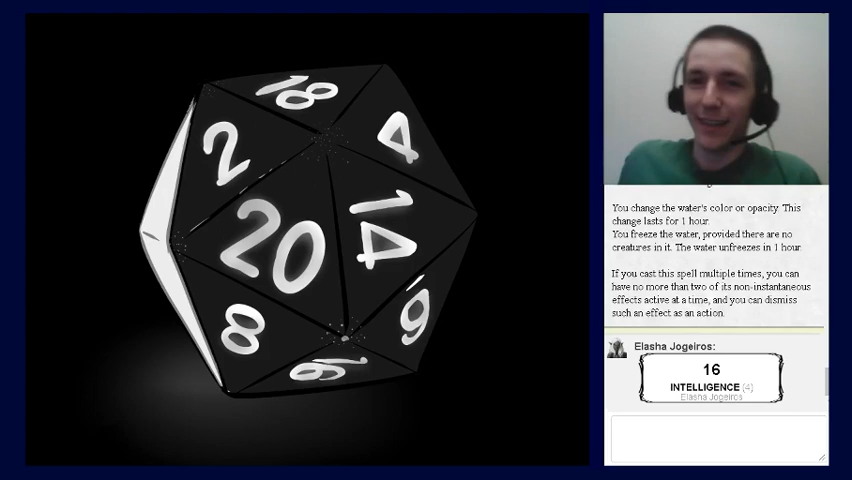 18
2
4
20
14
8
9
16
You change the water's color or opacity. This
change lasts for 1 hour.
You freeze the water, provided there are no
creatures in it. The water unfreezes in 1 hour.
If you cast this spell multiple times, you can
have no more than two of its non-instantaneous
effects active at a time, and you can dismiss
such an effect as an action.
Elasha Jogeiros:
16
INTELLIGENCE (4)
Elasha Jogeiros